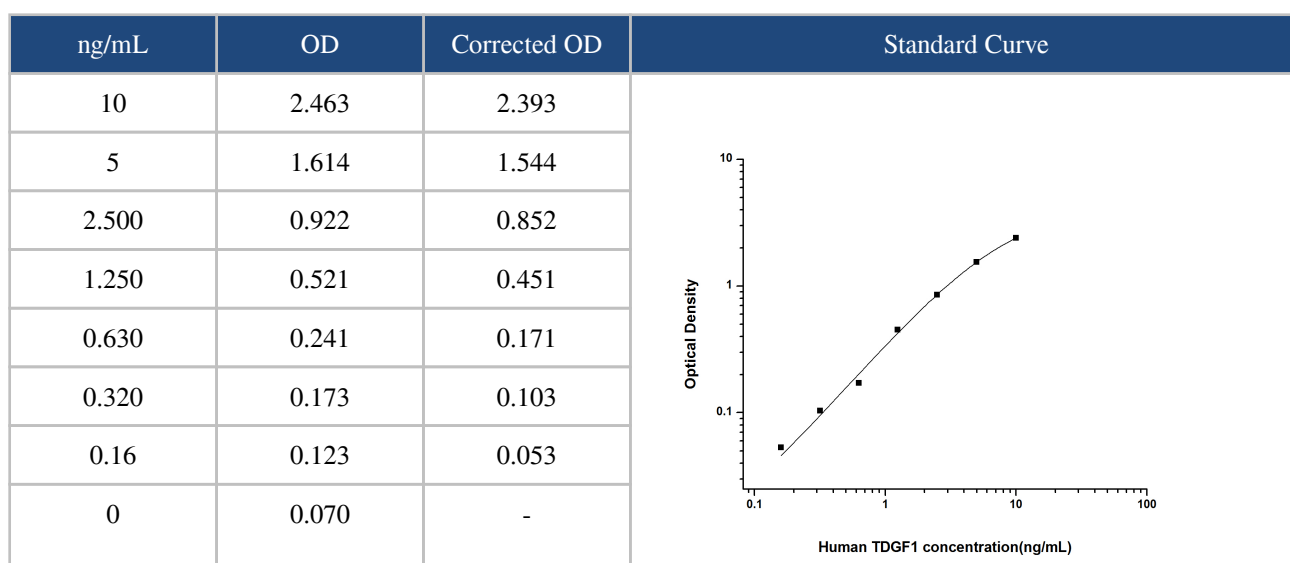 ng/mL OD Corrected OD Standard Curve
10 2.463 2.393
5 1.614 1.544
2.500 0.922 0.852
1.250 0.521 0.451
0.630 0.241 0.171
0.320 0.173 0.103
0.16 0.123 0.053
0 0.070 -
10
1
0.1
Optical Density
0.1 1 10 100
Human TDGF1 concentration(ng/mL)